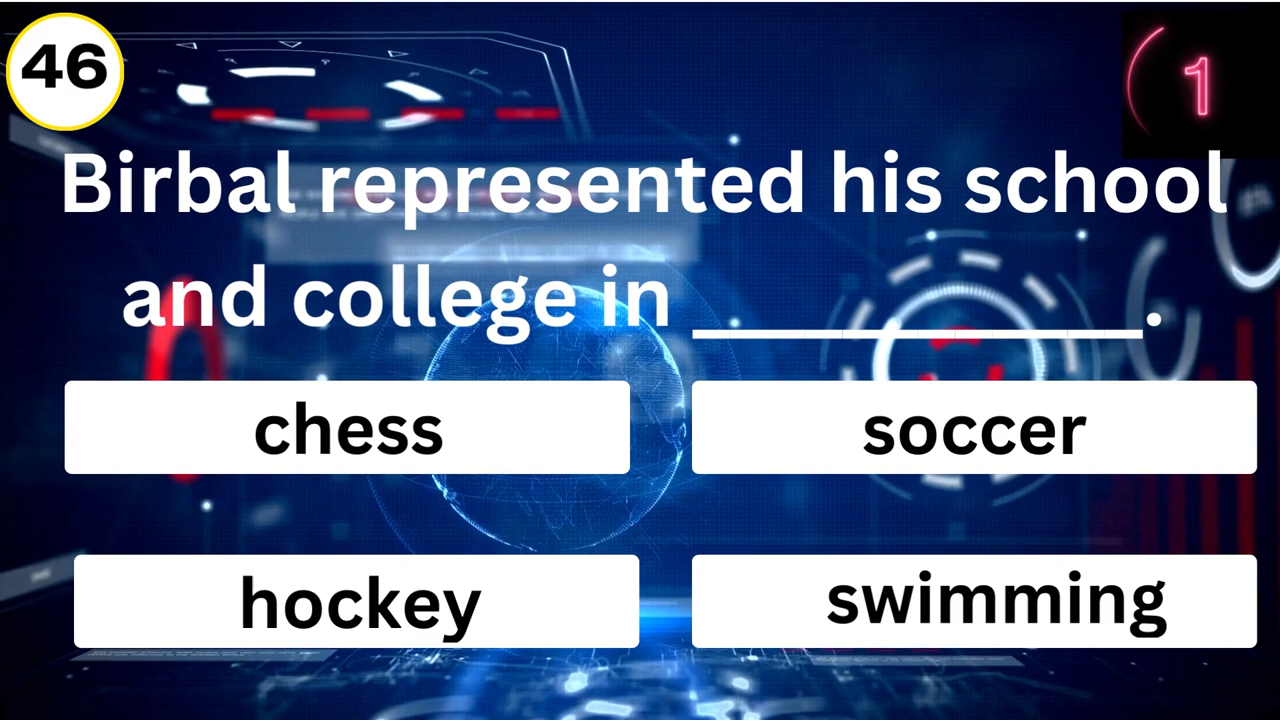 46
1
Birbal represented his school
and college in ____________.
chess
soccer
hockey
swimming